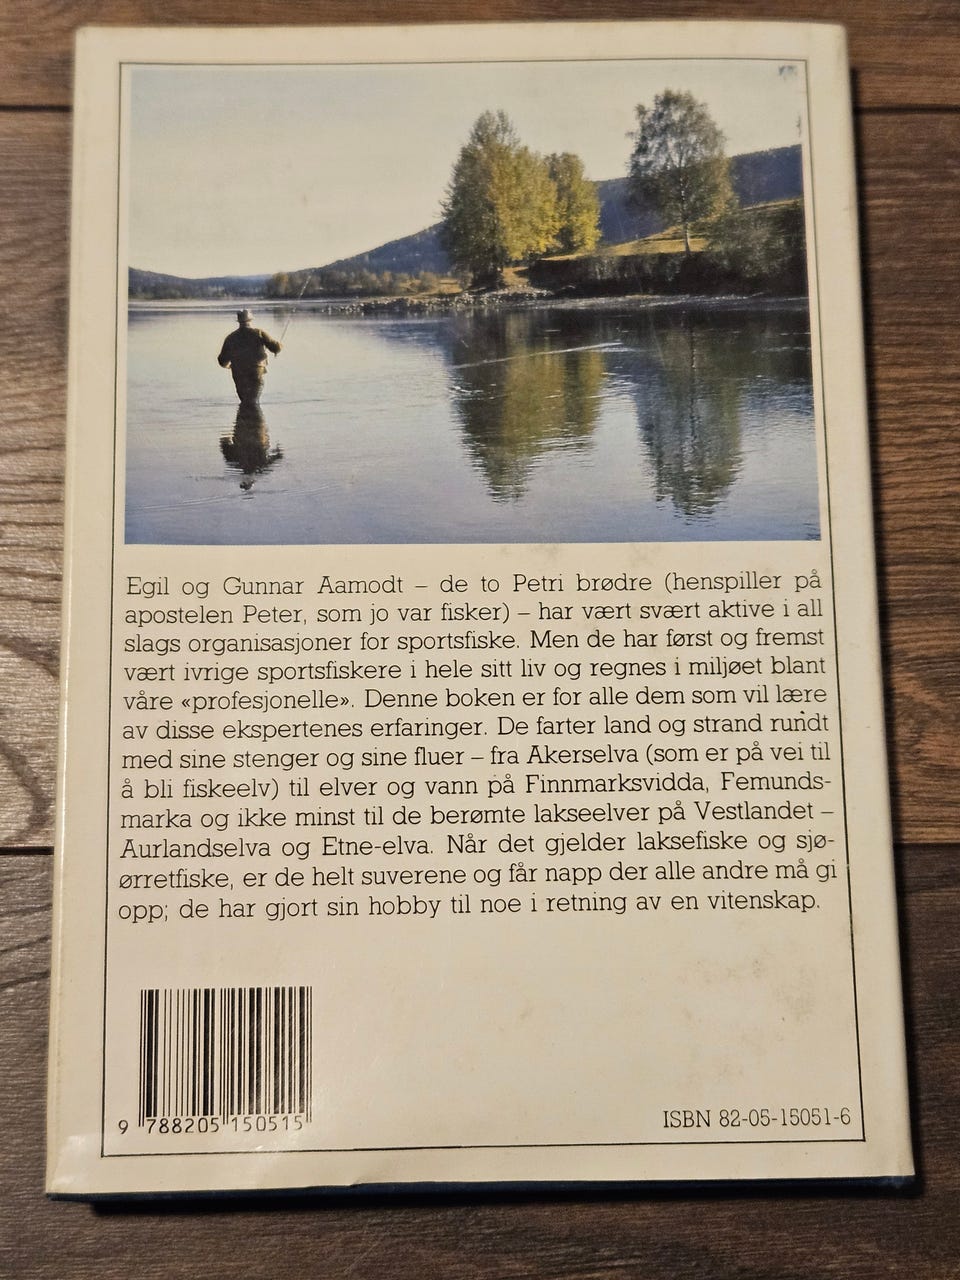 Egil og Gunnar Aamodt – de to Petri brødre (henspiller på
apostelen Peter, som jo var fisker) – har vært svært aktive i all
slags organisasjoner for sportsfiske. Men de har først og fremst
vært ivrige sportsfiskere i hele sitt liv og regnes i miljøet blant
våre «profesjonelle». Denne boken er for alle dem som vil lære
av disse ekspertenes erfaringer. De farter land og strand rundt
med sine stenger og sine fluer – fra Akerselva (som er på vei til
å bli fiskeelv) til elver og vann på Finnmarksvidda, Femunds-
marka og ikke minst til de berømte lakseelver på Vestlandet –
Aurlandselva og Etne-elva. Når det gjelder laksefiske og sjø-
ørretfiske, er de helt suverene og får napp der alle andre må gi
opp; de har gjort sin hobby til noe i retning av en vitenskap.
9 788205 150515
ISBN 82-05-15051-6